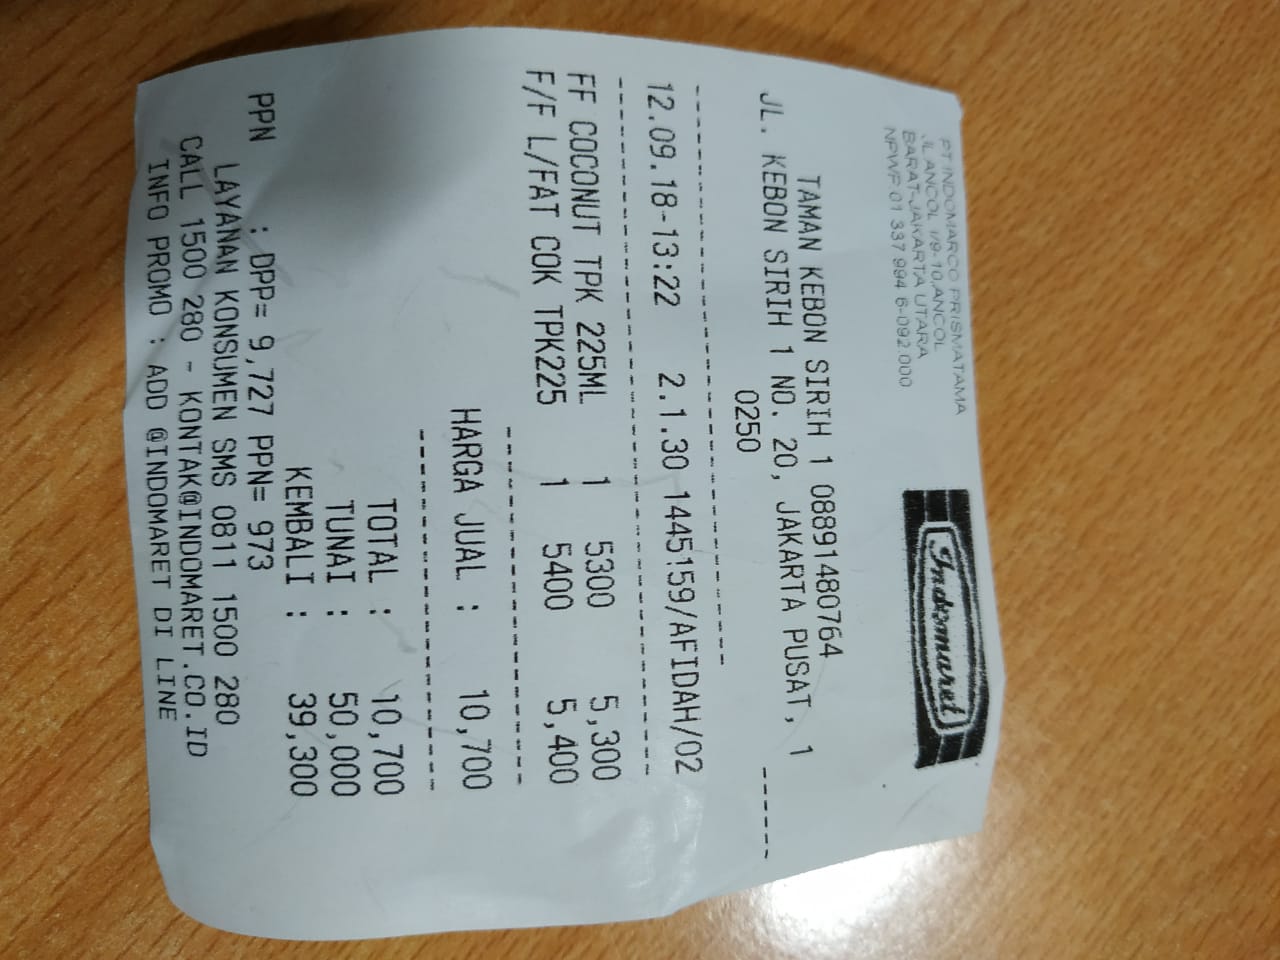 PT.INDOMARCO PRISMATAMA
JL.ANCOL I/9-10,ANCOL
BARAT-JAKARTA UTARA
NPWP.01 337 994 6-092.000
Indomaret
TAMAN KEBON SIRIH 1 08891480764
JL. KEBON SIRIH 1 NO. 20, JAKARTA PUSAT, 1
0250
12.09.18-13:22 2.1.30 1445159/AFIDAH/02
FF COCONUT TPK 225ML 1 5300 5,300
F/F L/FAT COK TPK225 1 5400 5,400
HARGA JUAL : 10,700
TOTAL : 10,700
TUNAI : 50,000
KEMBALI : 39,300
PPN : DPP= 9,727 PPN= 973
LAYANAN KONSUMEN SMS 0811 1500 280
CALL 1500 280 - KONTAK@INDOMARET.CO.ID
INFO PROMO : ADD @INDOMARET DI LINE